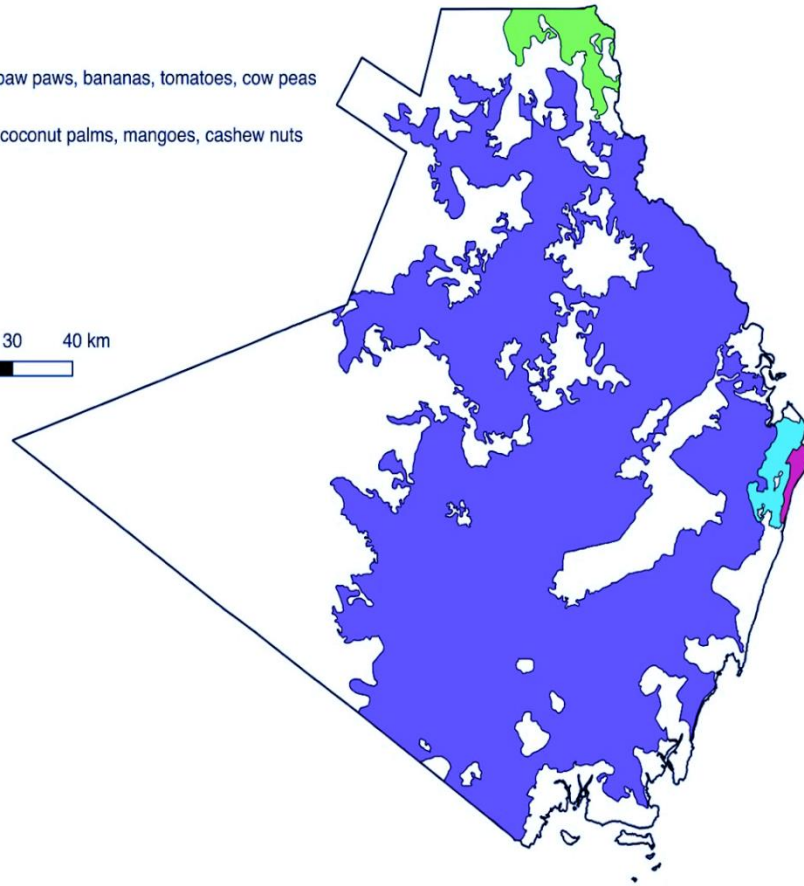 paw paws, bananas, tomatoes, cow peas
coconut palms, mangoes, cashew nuts
30 40 km